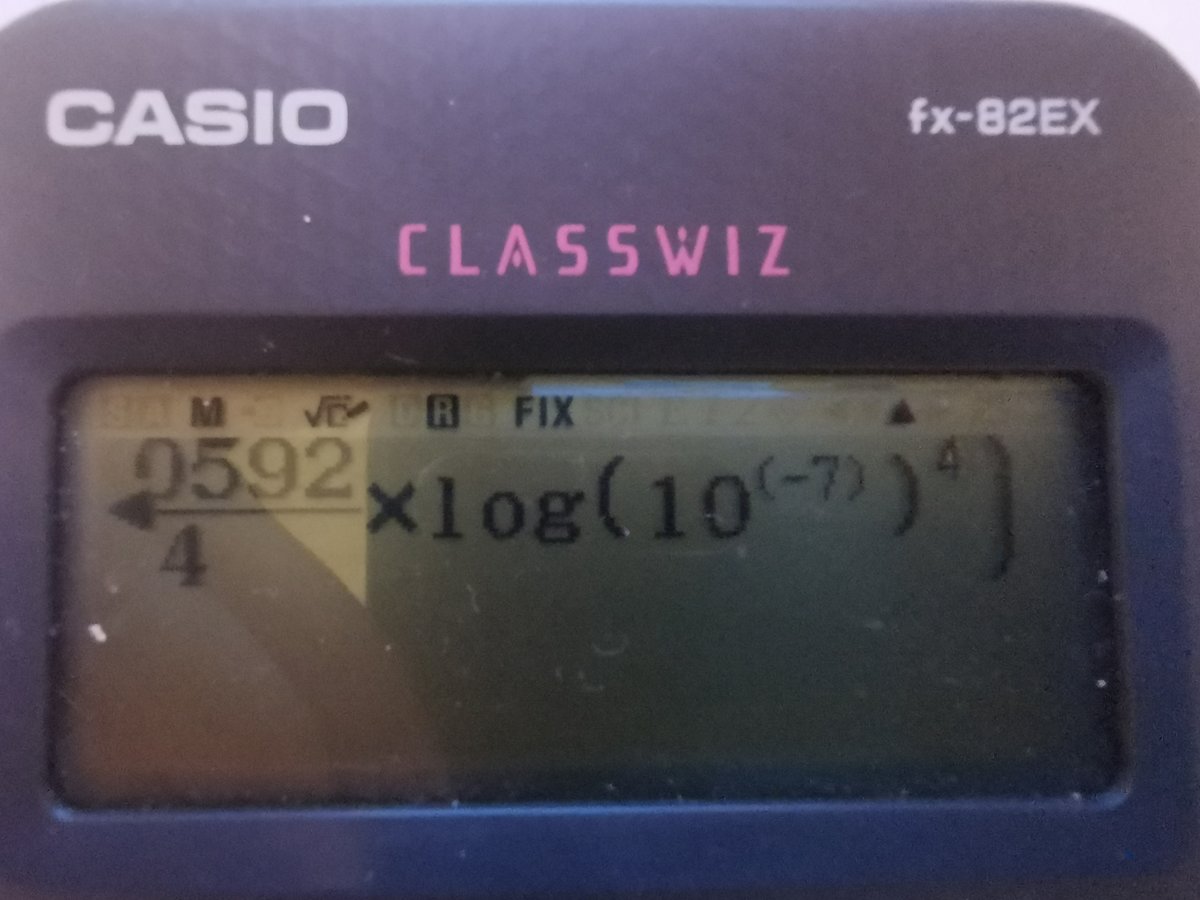 CASIO fx-82EX
CLASSWIZ
M √□ R FIX ▲
◀0592/4×log(10^(-7))^4)